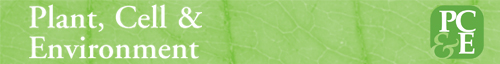 Plant, Cell &
Environment
PC
&E